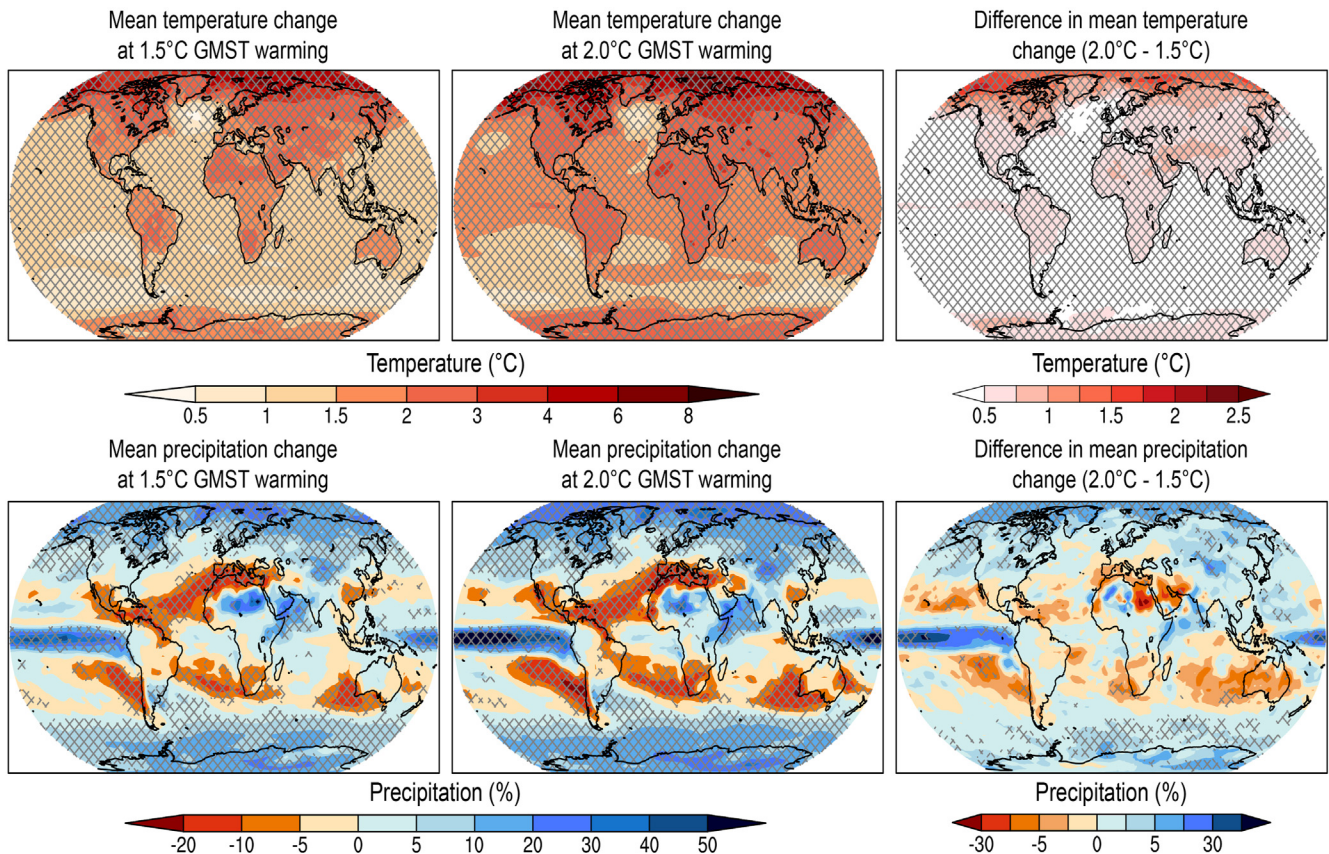 Mean temperature change
at 1.5°C GMST warming
Mean temperature change
at 2.0°C GMST warming
Difference in mean temperature
change (2.0°C - 1.5°C)
Temperature (°C)
0.5 1 1.5 2 3 4 6 8
Temperature (°C)
0.5 1 1.5 2 2.5
Mean precipitation change
at 1.5°C GMST warming
Mean precipitation change
at 2.0°C GMST warming
Difference in mean precipitation
change (2.0°C - 1.5°C)
Precipitation (%)
-20 -10 -5 0 5 10 20 30 40 50
Precipitation (%)
-30 -5 0 5 30